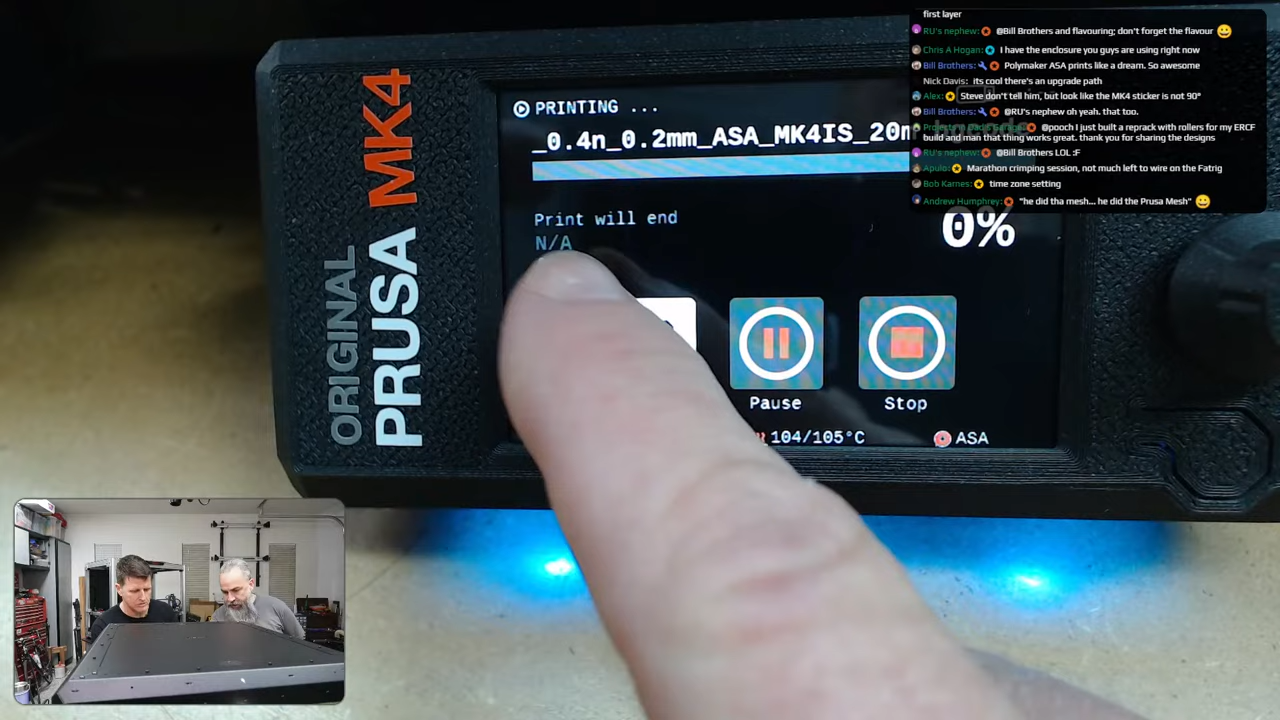 ORIGINAL
PRUSA MK4
PRINTING ...
_0.4n_0.2mm_ASA_MK4IS_20m
Print will end
N/A
0%
Pause
Stop
104/105°C
ASA
first layer
RU's nephew: @Bill Brothers and flavouring; don't forget the flavour
Chris A Hogan: I have the enclosure you guys are using right now
Bill Brothers: Polymaker ASA prints like a dream. So awesome
Nick Davis: its cool there's an upgrade path
Alex: Steve don't tell him, but look like the MK4 sticker is not 90°
Bill Brothers: @RU's nephew oh yeah. that too.
@pooch I just built a reprack with rollers for my ERCF
build and man that thing works great. thank you for sharing the designs
RU's nephew: @Bill Brothers LOL :F
Apulo: Marathon crimping session, not much left to wire on the Fatrig
Bob Karnes: time zone setting
Andrew Humphrey: "he did tha mesh... he did the Prusa Mesh"